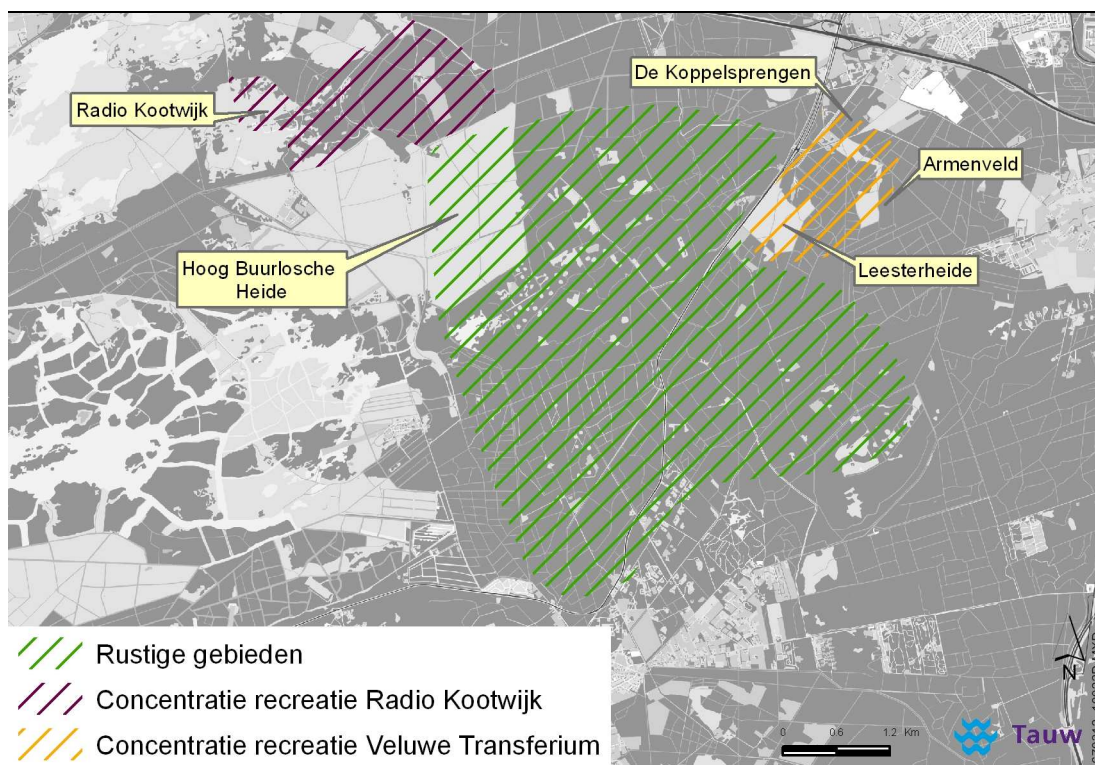 De Koppelsprengen
Radio Kootwijk
Armenveld
Hoog Buurlosche
Heide
Leesterheide
Rustige gebieden
Concentratie recreatie Radio Kootwijk
Concentratie recreatie Veluwe Transferium
N
0 0.6 1.2 Km
Tauw